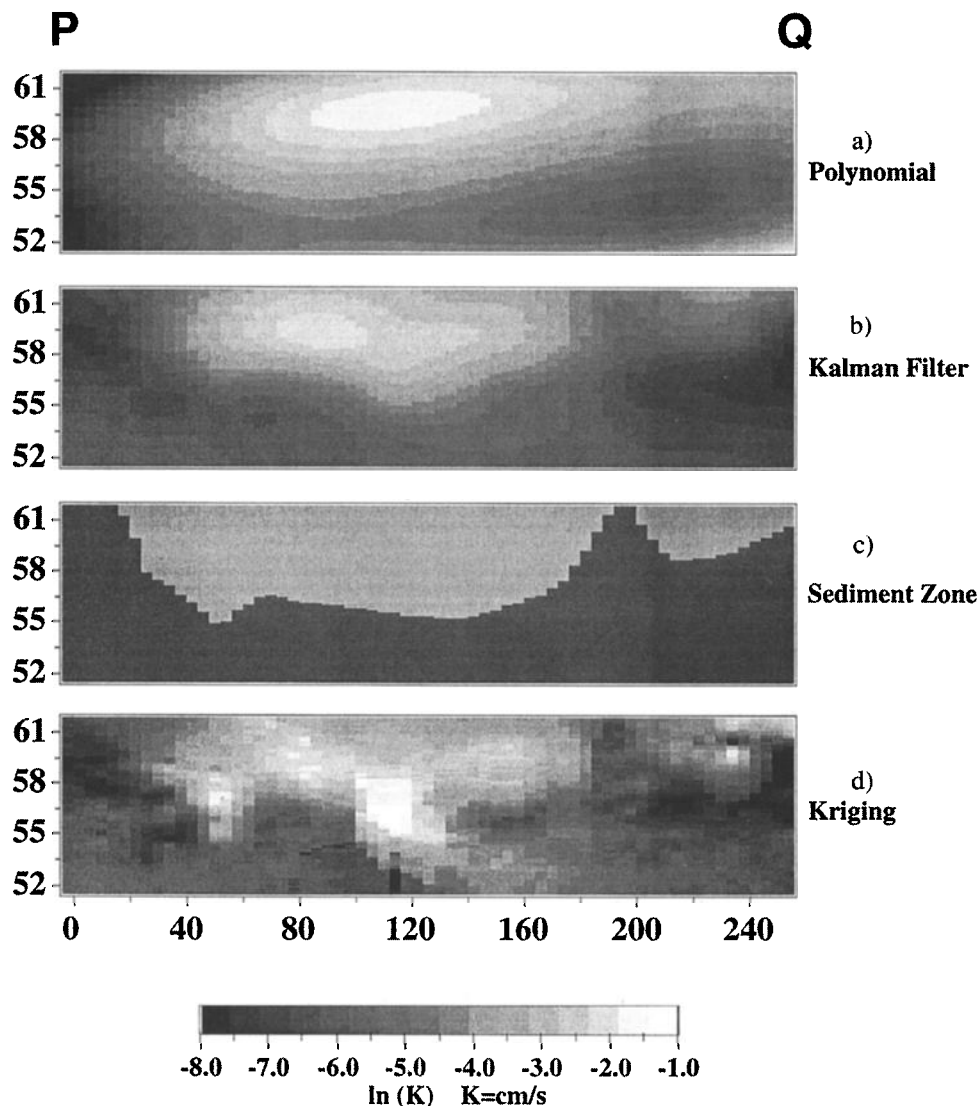 P Q
61
58
55
52
a)
Polynomial
61
58
55
52
b)
Kalman Filter
61
58
55
52
c)
Sediment Zone
61
58
55
52
d)
Kriging
0 40 80 120 160 200 240
-8.0 -7.0 -6.0 -5.0 -4.0 -3.0 -2.0 -1.0
ln (K) K=cm/s